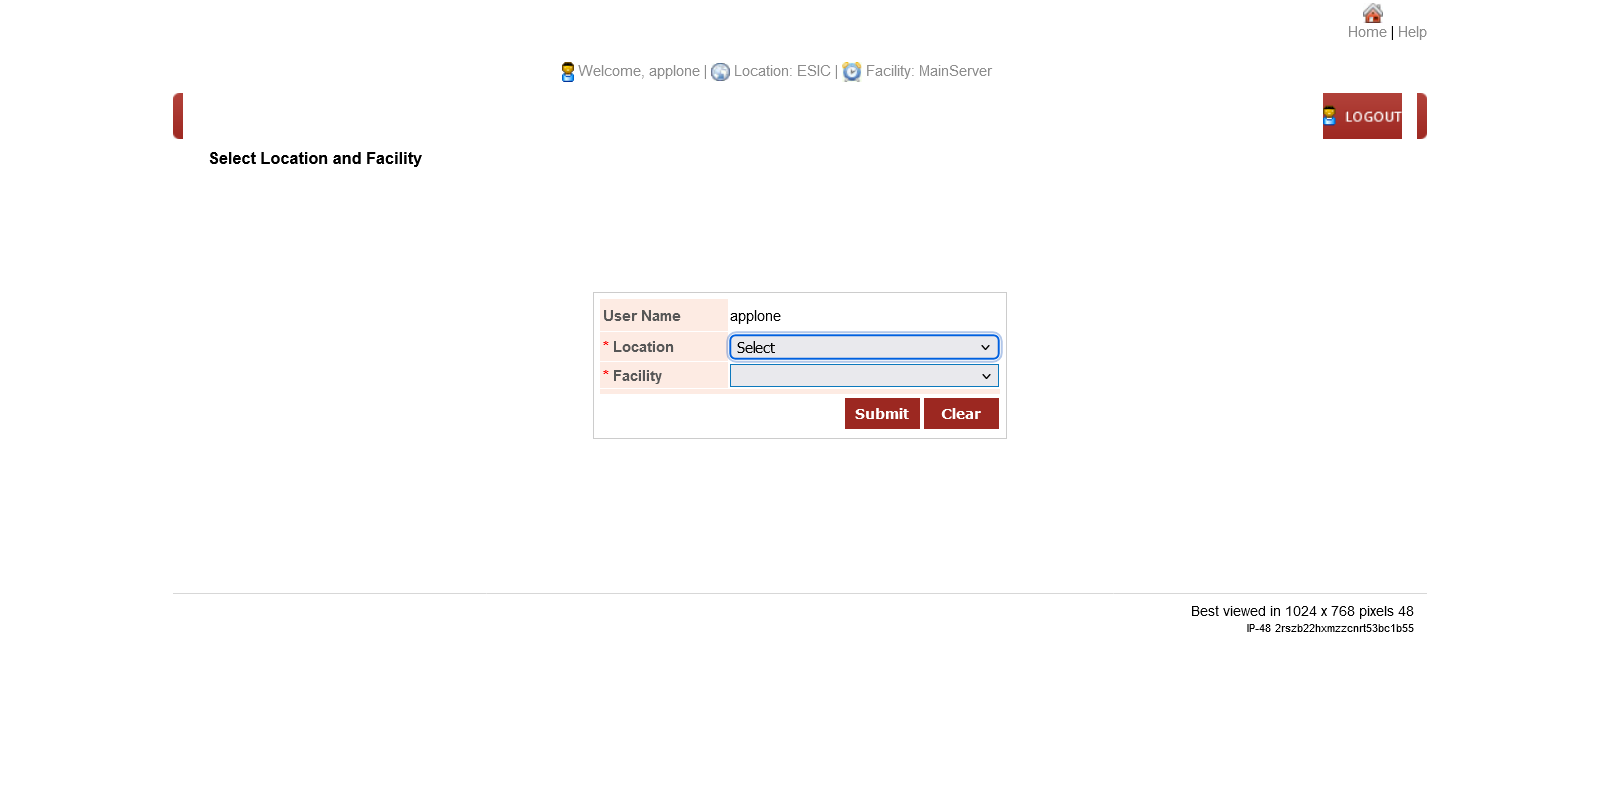 Home | Help
Welcome, applone | Location: ESIC | Facility: MainServer
LOGOUT
Select Location and Facility
User Name applone
* Location Select
* Facility
Submit Clear
Best viewed in 1024 x 768 pixels 48
IP-48 2rszb22hxmzzcnrt53bc1b55